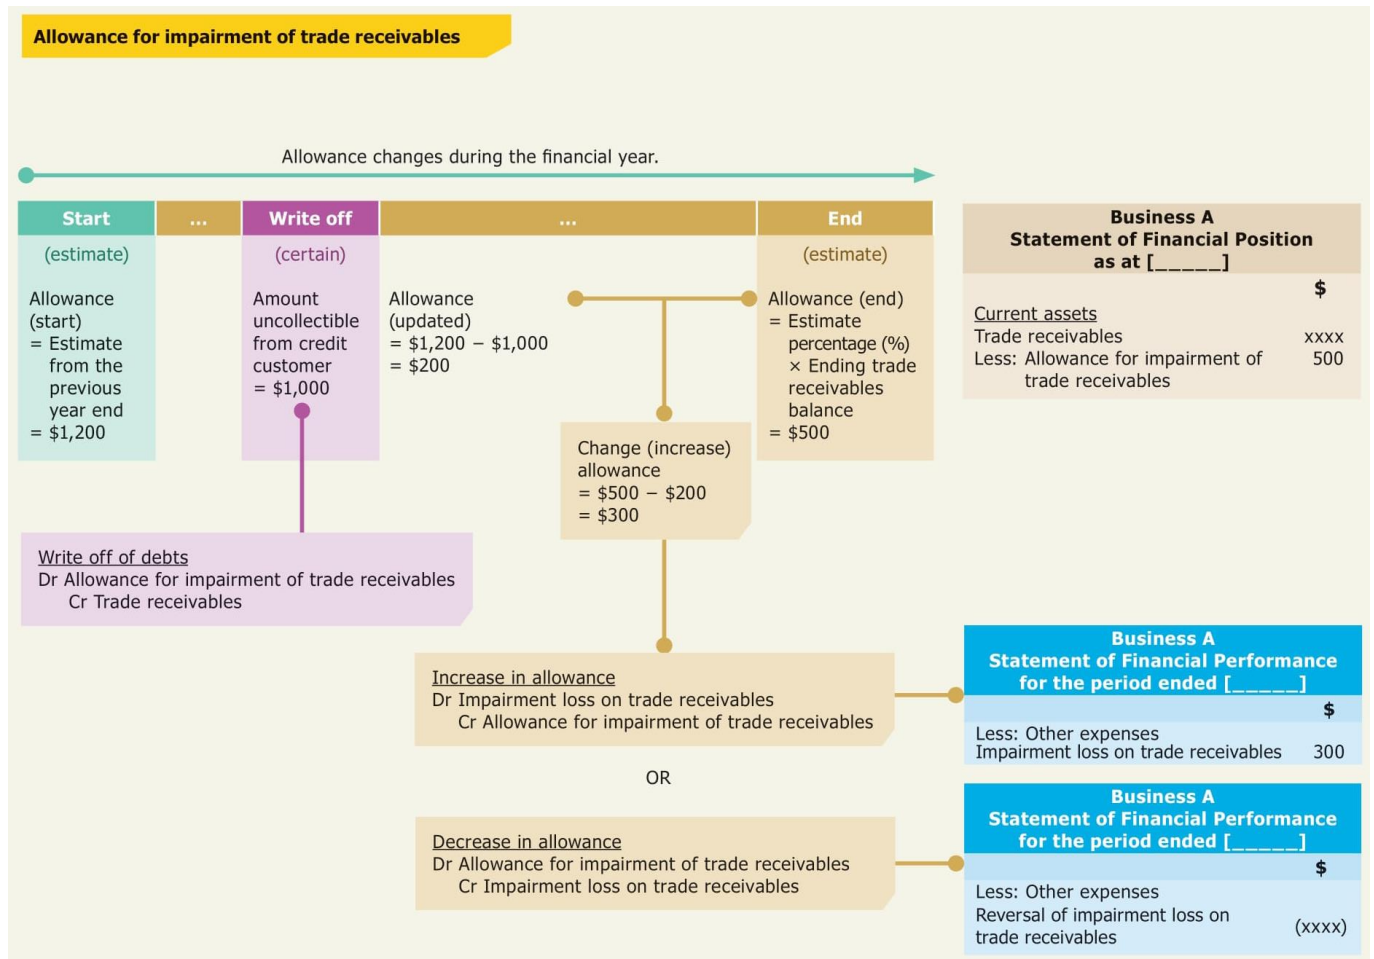 Allowance for impairment of trade receivables
Allowance changes during the financial year.
Start
...
Write off
...
End
(estimate)
Allowance
(start)
= Estimate
from the
previous
year end
= $1,200
(certain)
Amount
uncollectible
from credit
customer
= $1,000
Allowance
(updated)
= $1,200 − $1,000
= $200
(estimate)
Allowance (end)
= Estimate
percentage (%)
× Ending trade
receivables
balance
= $500
Change (increase)
allowance
= $500 − $200
= $300
Write off of debts
Dr Allowance for impairment of trade receivables
Cr Trade receivables
Increase in allowance
Dr Impairment loss on trade receivables
Cr Allowance for impairment of trade receivables
OR
Decrease in allowance
Dr Allowance for impairment of trade receivables
Cr Impairment loss on trade receivables
Business A
Statement of Financial Position
as at [_____]
$
Current assets
Trade receivables xxxx
Less: Allowance for impairment of 500
trade receivables
Business A
Statement of Financial Performance
for the period ended [_____]
$
Less: Other expenses
Impairment loss on trade receivables 300
Business A
Statement of Financial Performance
for the period ended [_____]
$
Less: Other expenses
Reversal of impairment loss on
trade receivables (xxxx)